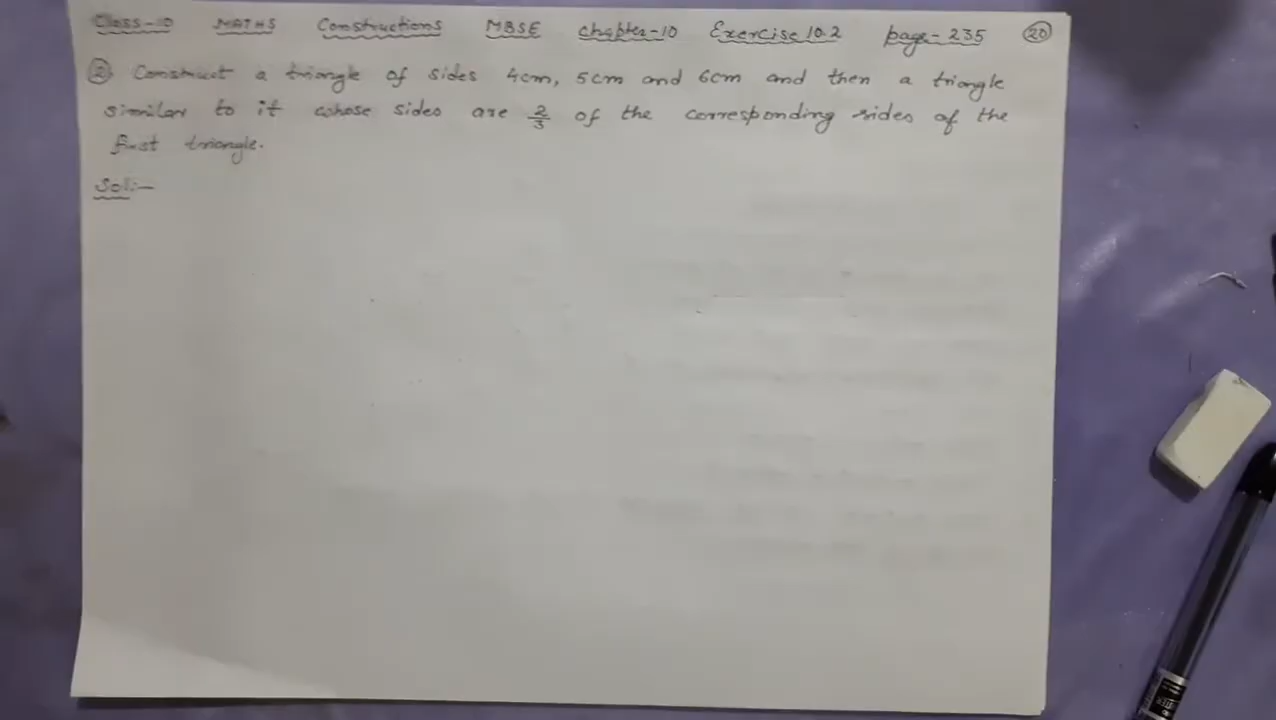 Class-10 MATHS Constructions MBSE Chapter-10 Exercise 10.2 page-235 20
② Construct a triangle of sides 4cm, 5cm and 6cm and then a triangle
similar to it whose sides are 2/3 of the corresponding sides of the
first triangle.
Sol:-